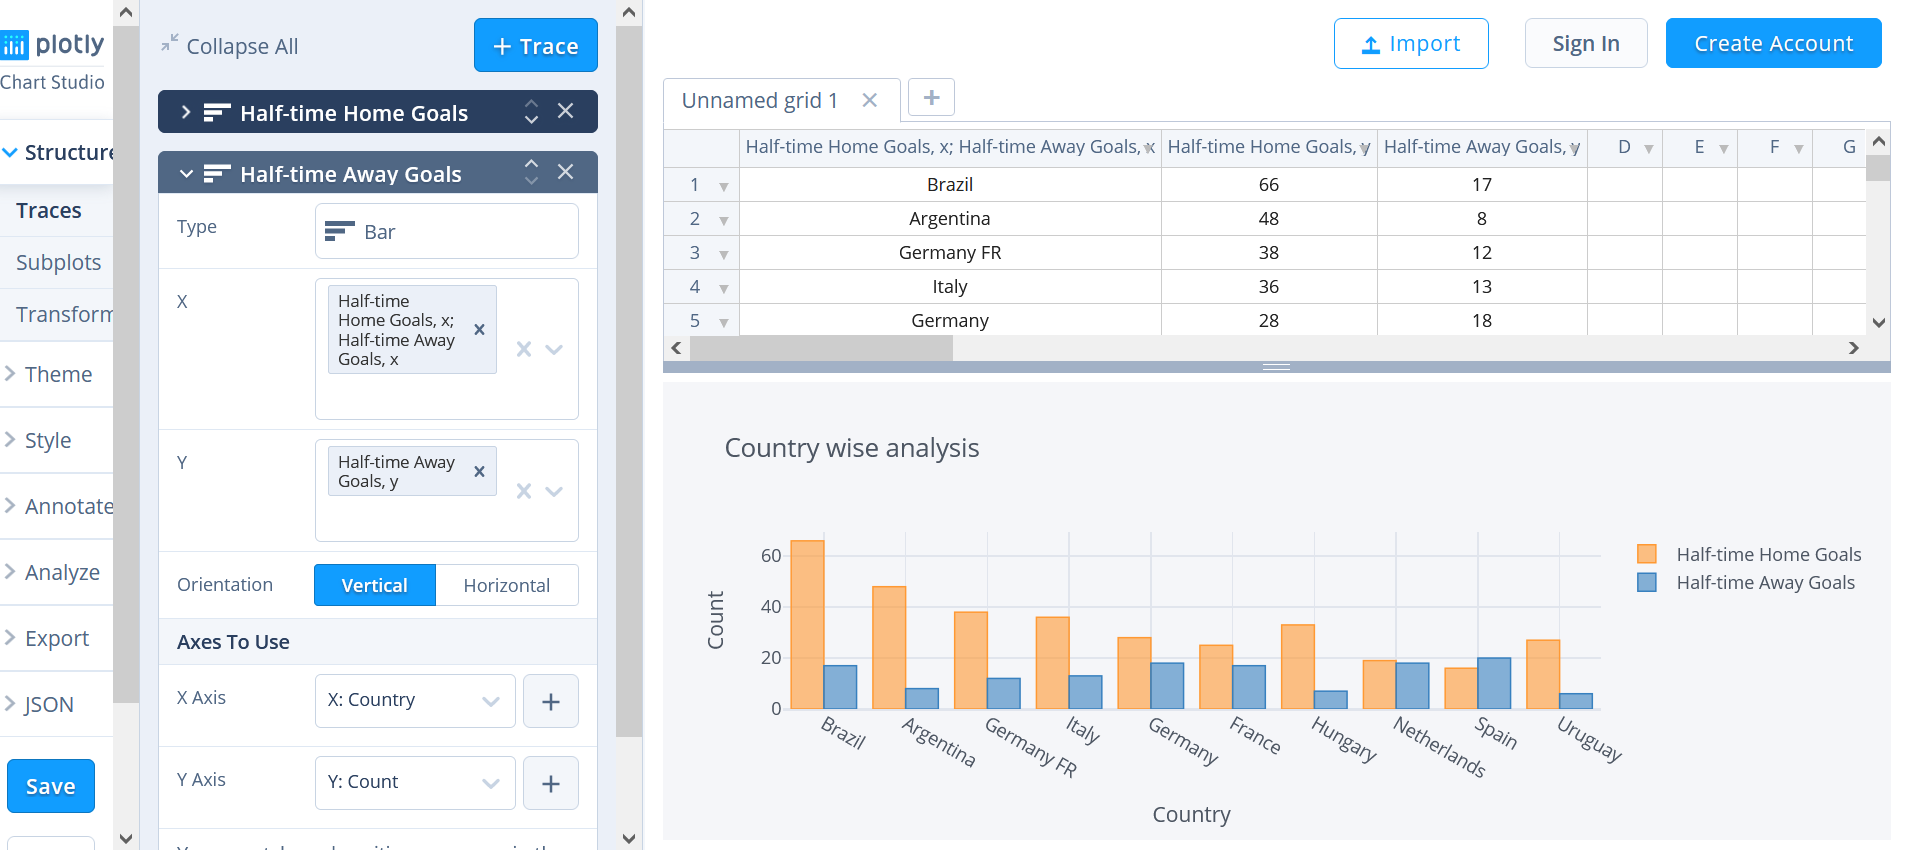 plotly
Chart Studio
Structure
Traces
Subplots
Transform
Theme
Style
Annotate
Analyze
Export
JSON
Save
Collapse All
+ Trace
Half-time Home Goals
Half-time Away Goals
Type
Bar
X
Half-time
Home Goals, x;
Half-time Away
Goals, x
Y
Half-time Away
Goals, y
Orientation
Vertical
Horizontal
Axes To Use
X Axis
X: Country
Y Axis
Y: Count
Import
Sign In
Create Account
Unnamed grid 1
Half-time Home Goals, x; Half-time Away Goals, x Half-time Home Goals, y Half-time Away Goals, y D E F G
1 Brazil 66 17
2 Argentina 48 8
3 Germany FR 38 12
4 Italy 36 13
5 Germany 28 18
Country wise analysis
Count
60
40
20
0
Brazil
Argentina
Germany FR
Italy
Germany
France
Hungary
Netherlands
Spain
Uruguay
Country
Half-time Home Goals
Half-time Away Goals